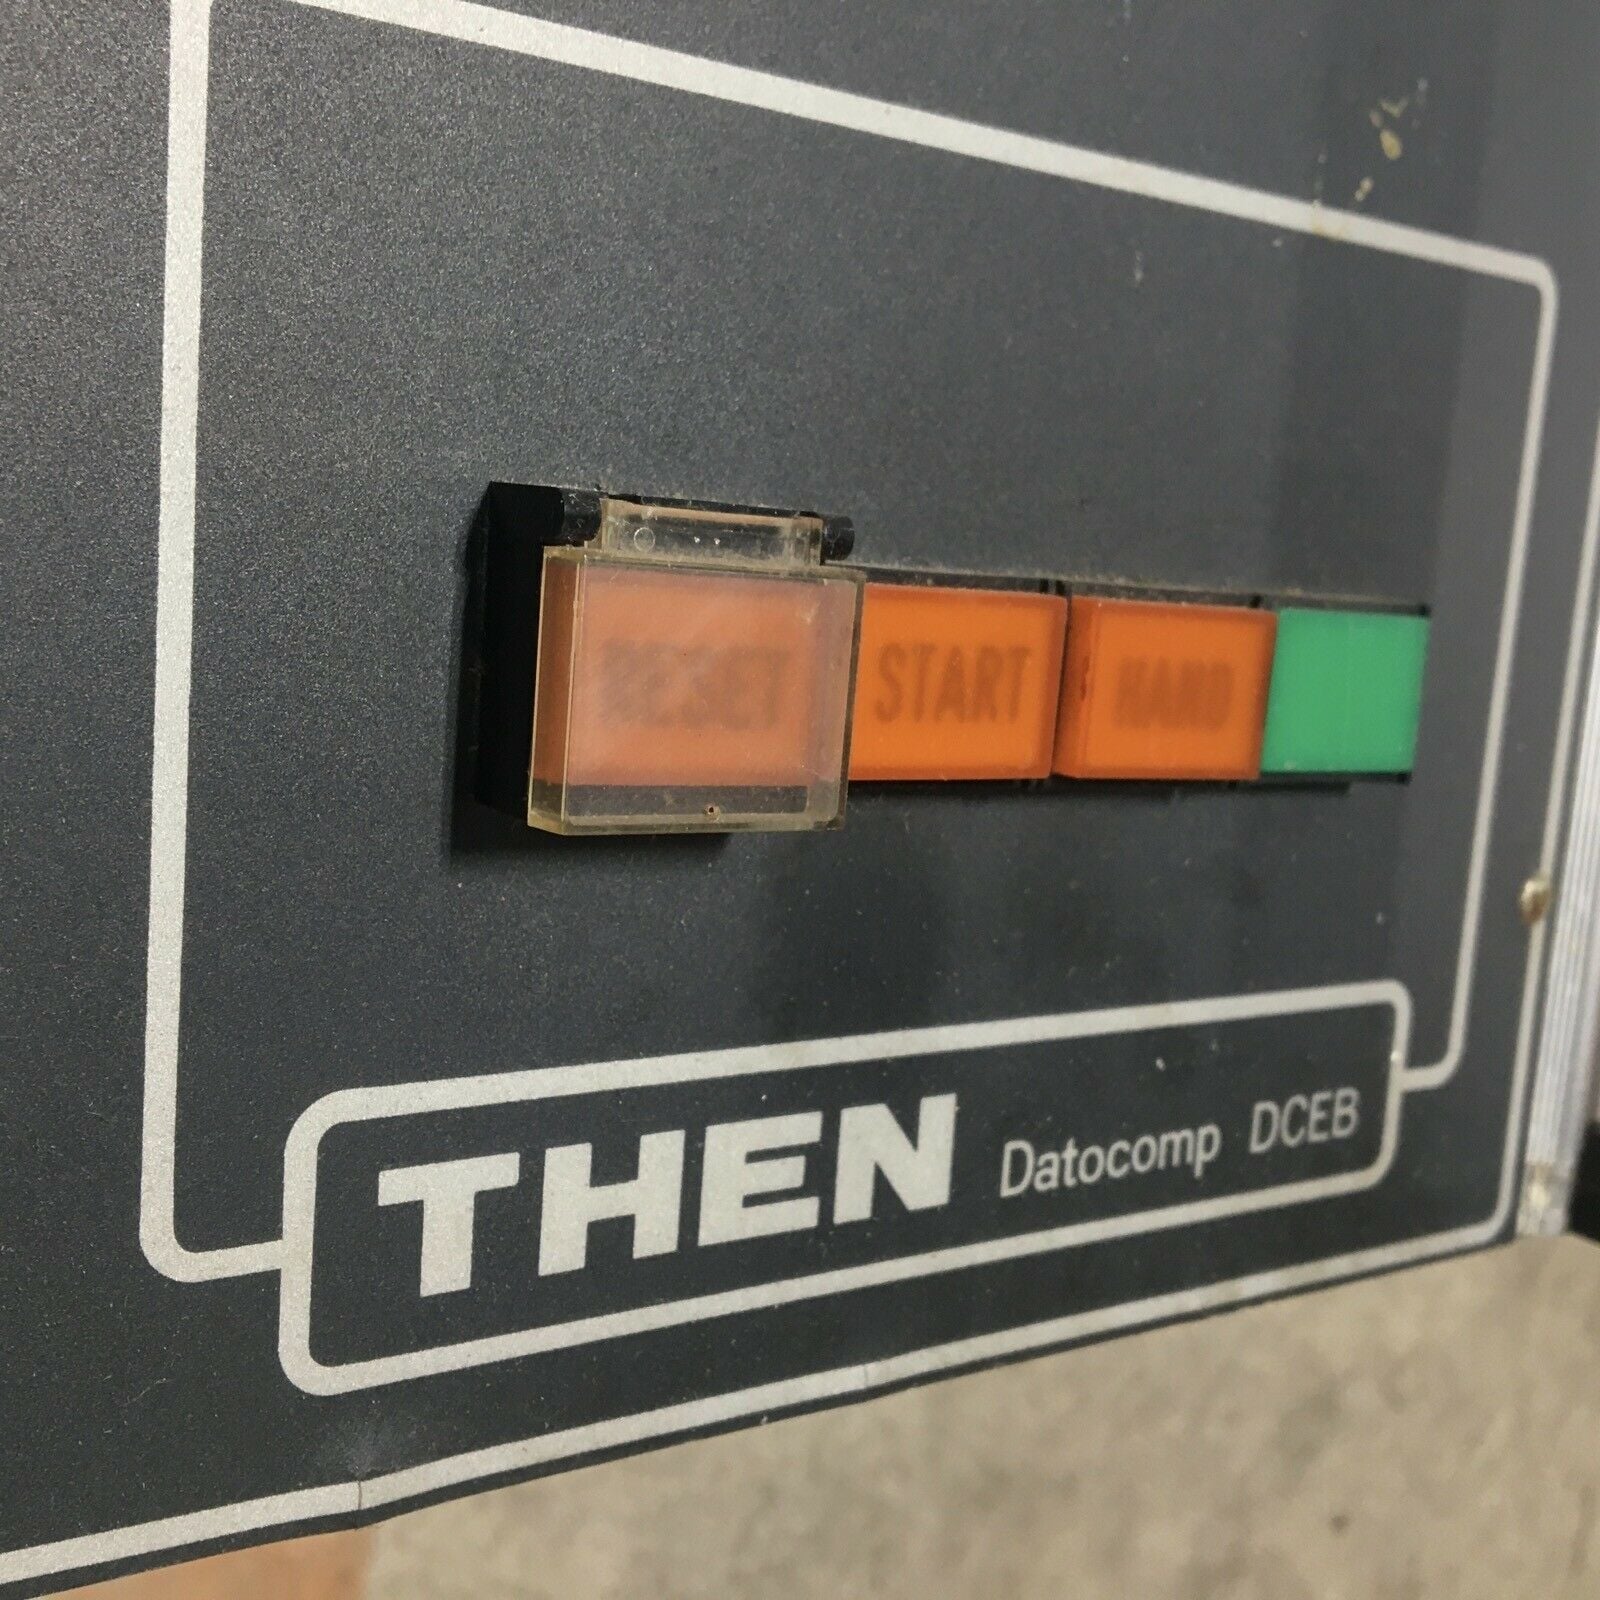 RESET START HAND
THEN Datocomp DCEB